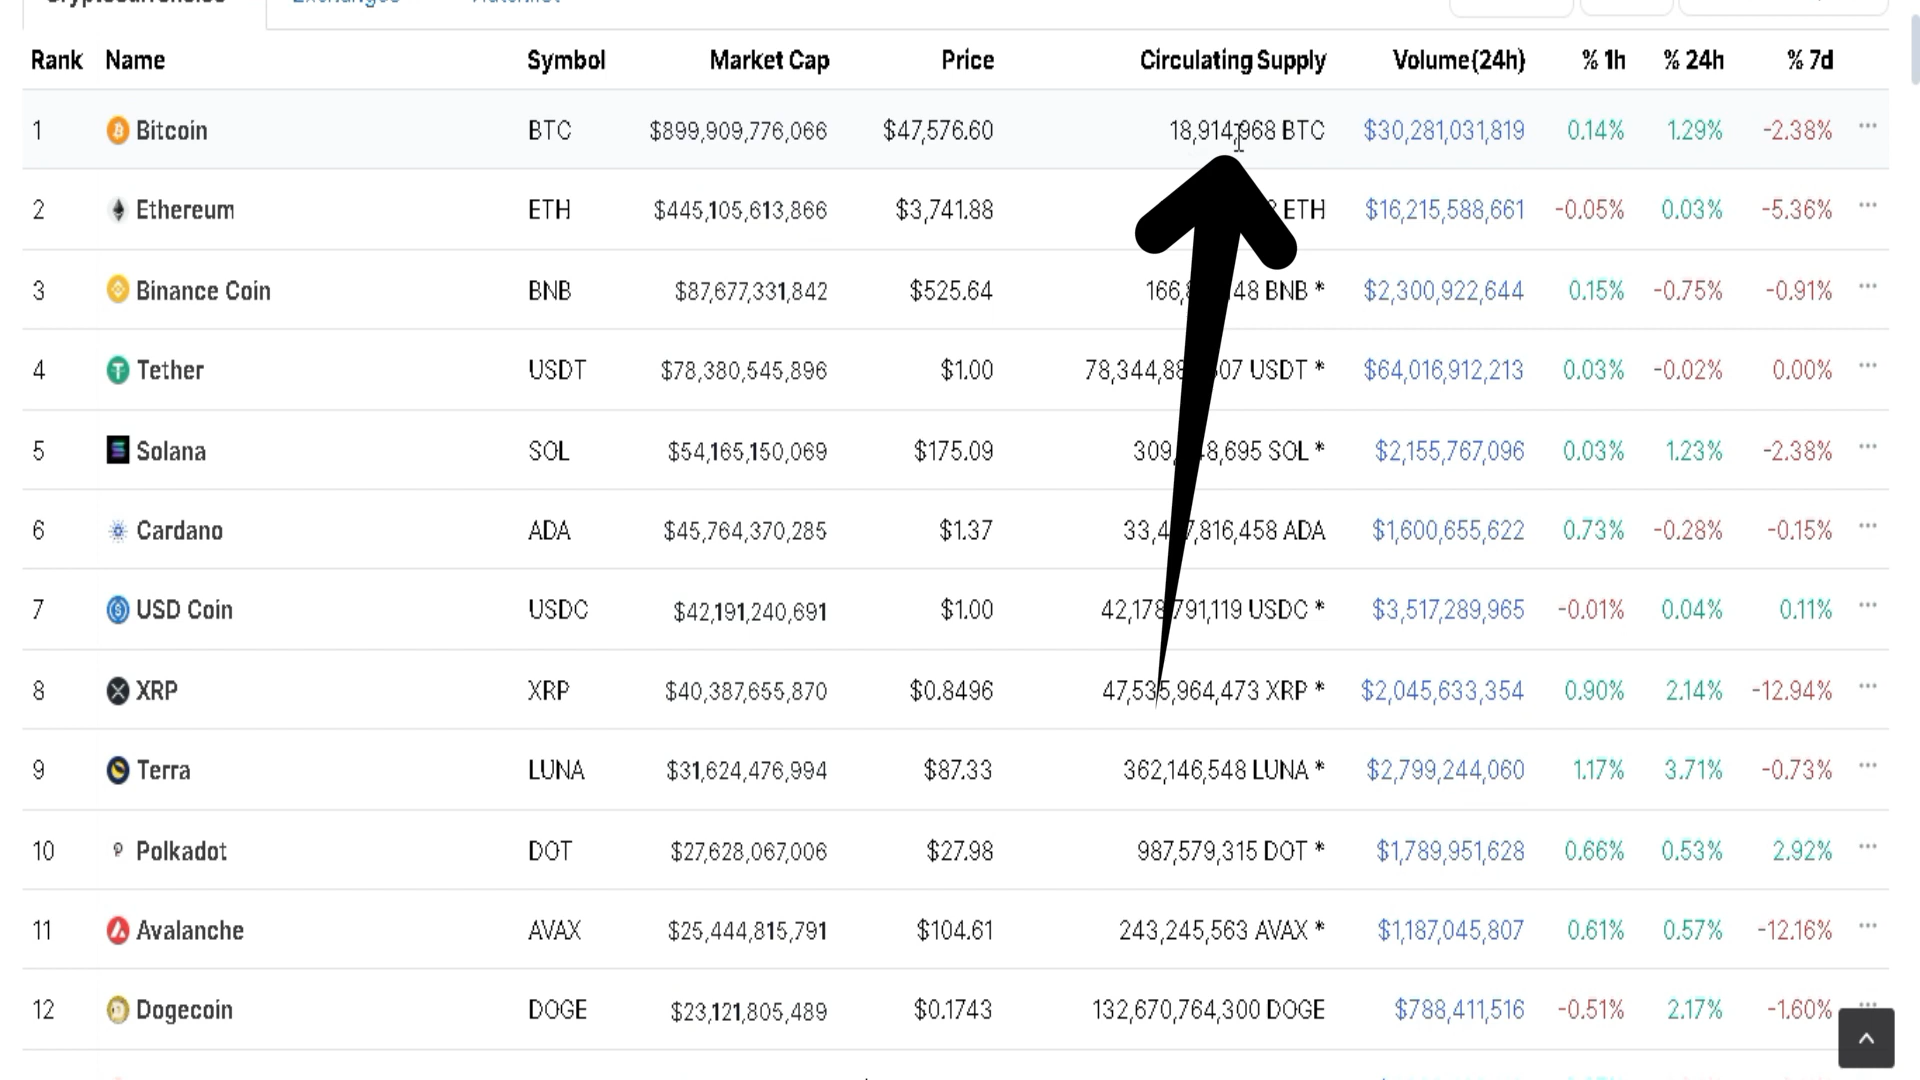 Cryptocurrencies Exchanges Watchlist
Rank Name Symbol Market Cap Price Circulating Supply Volume(24h) % 1h % 24h % 7d
1 Bitcoin BTC $899,909,776,066 $47,576.60 18,914,968 BTC $30,281,031,819 0.14% 1.29% -2.38% ...
2 Ethereum ETH $445,105,613,866 $3,741.88 ETH $16,215,588,661 -0.05% 0.03% -5.36% ...
3 Binance Coin BNB $87,677,331,842 $525.64 BNB * $2,300,922,644 0.15% -0.75% -0.91% ...
4 Tether USDT $78,380,545,896 $1.00 USDT * $64,016,912,213 0.03% -0.02% 0.00% ...
5 Solana SOL $54,165,150,069 $175.09 SOL * $2,155,767,096 0.03% 1.23% -2.38% ...
6 Cardano ADA $45,764,370,285 $1.37 ADA $1,600,655,622 0.73% -0.28% -0.15% ...
7 USD Coin USDC $42,191,240,691 $1.00 42,178,791,119 USDC * $3,517,289,965 -0.01% 0.04% 0.11% ...
8 XRP XRP $40,387,655,870 $0.8496 47,535,964,473 XRP * $2,045,633,354 0.90% 2.14% -12.94% ...
9 Terra LUNA $31,624,476,994 $87.33 362,146,548 LUNA * $2,799,244,060 1.17% 3.71% -0.73% ...
10 Polkadot DOT $27,628,067,006 $27.98 987,579,315 DOT * $1,789,951,628 0.66% 0.53% 2.92% ...
11 Avalanche AVAX $25,444,815,791 $104.61 243,245,563 AVAX * $1,187,045,807 0.61% 0.57% -12.16% ...
12 Dogecoin DOGE $23,121,805,489 $0.1743 132,670,764,300 DOGE $788,411,516 -0.51% 2.17% -1.60% ...